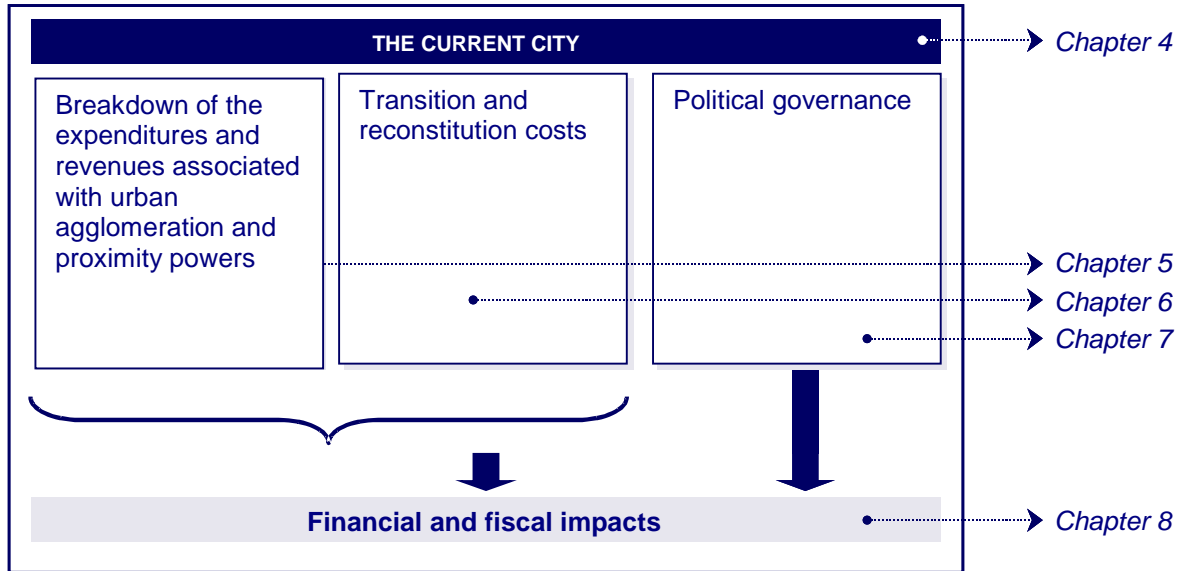 THE CURRENT CITY
Chapter 4
Breakdown of the
expenditures and
revenues associated
with urban
agglomeration and
proximity powers
Transition and
reconstitution costs
Political governance
Chapter 5
Chapter 6
Chapter 7
Financial and fiscal impacts
Chapter 8